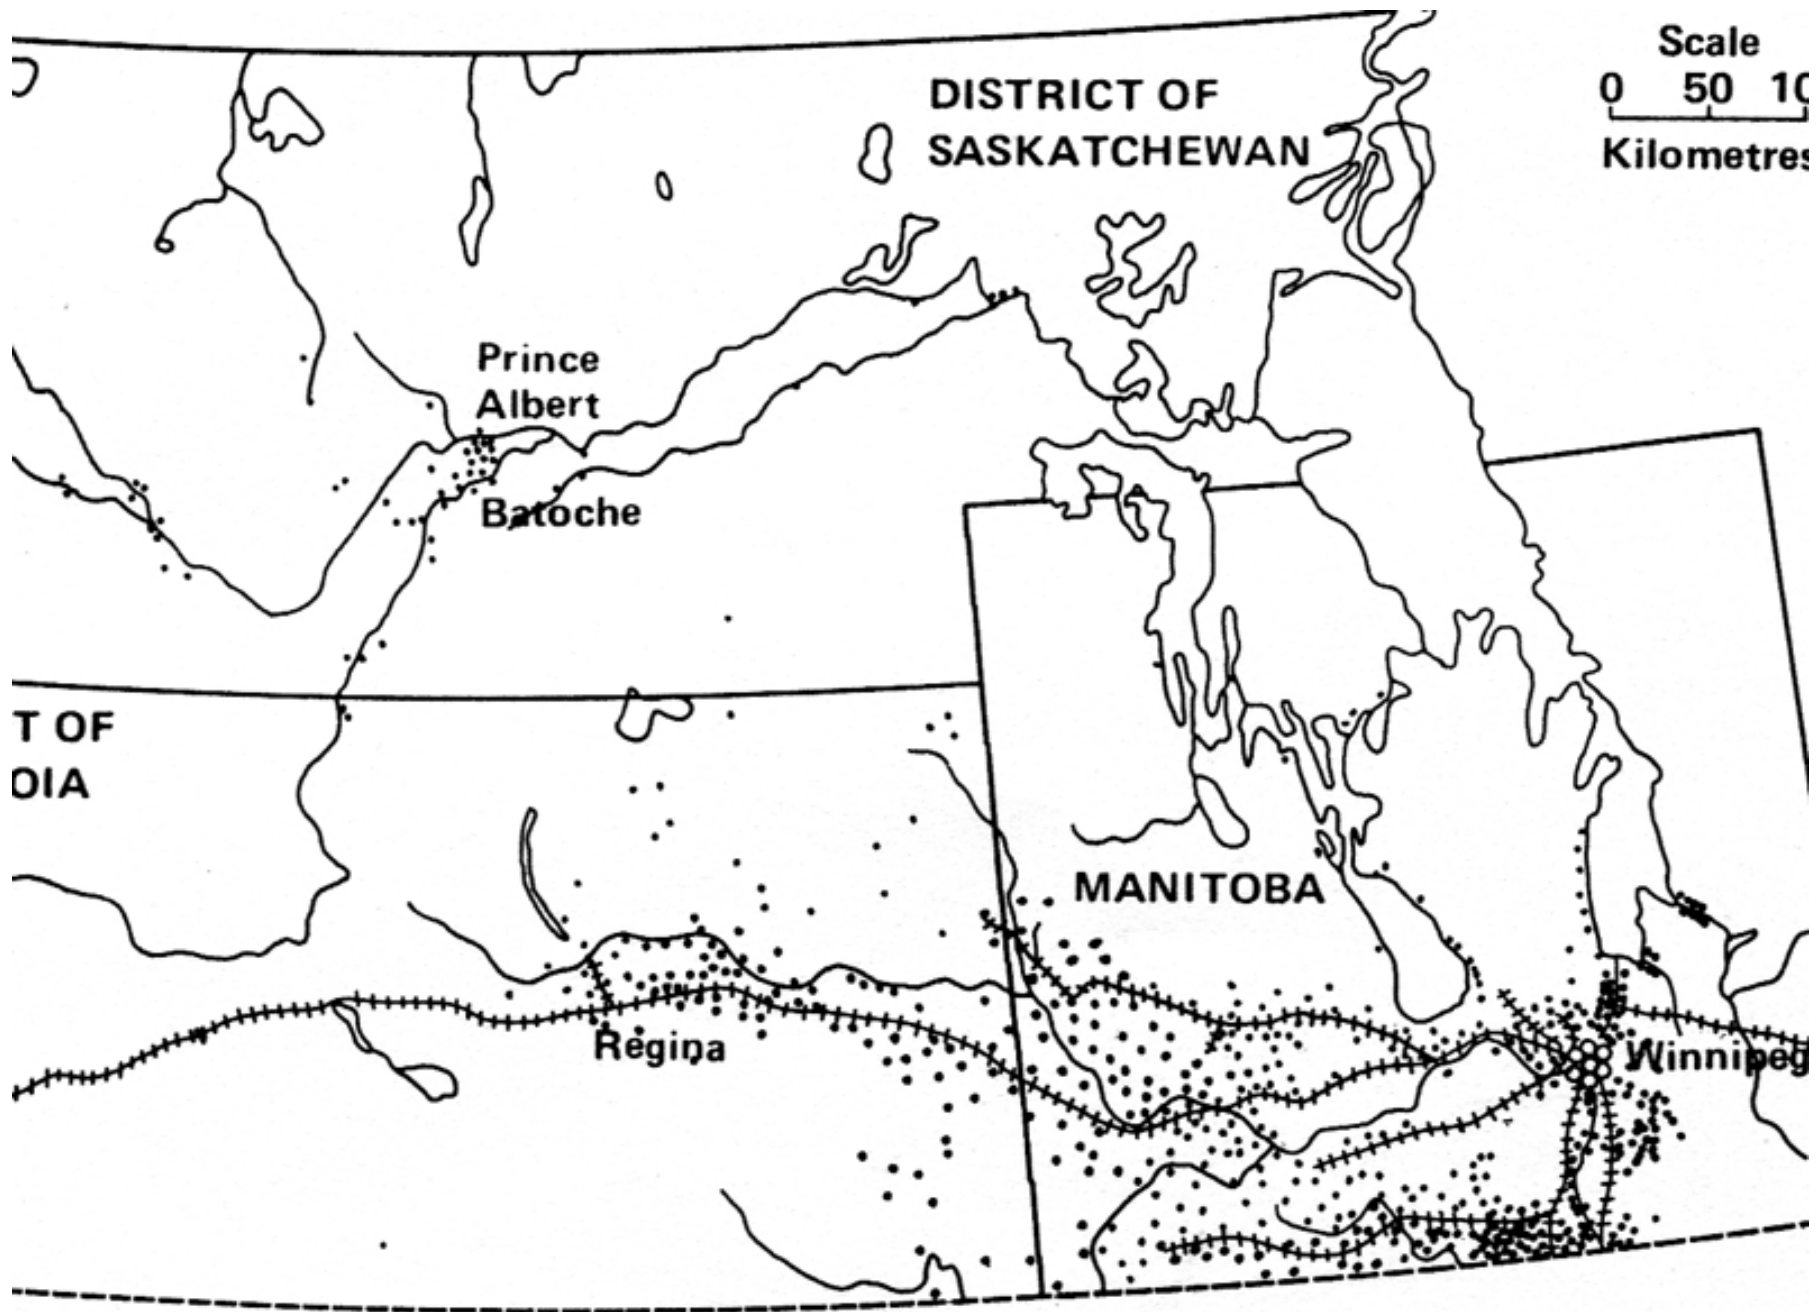 Scale
0 50 10
Kilometres
DISTRICT OF
SASKATCHEWAN
Prince
Albert
Batoche
T OF
OIA
MANITOBA
Regina
Winnipeg